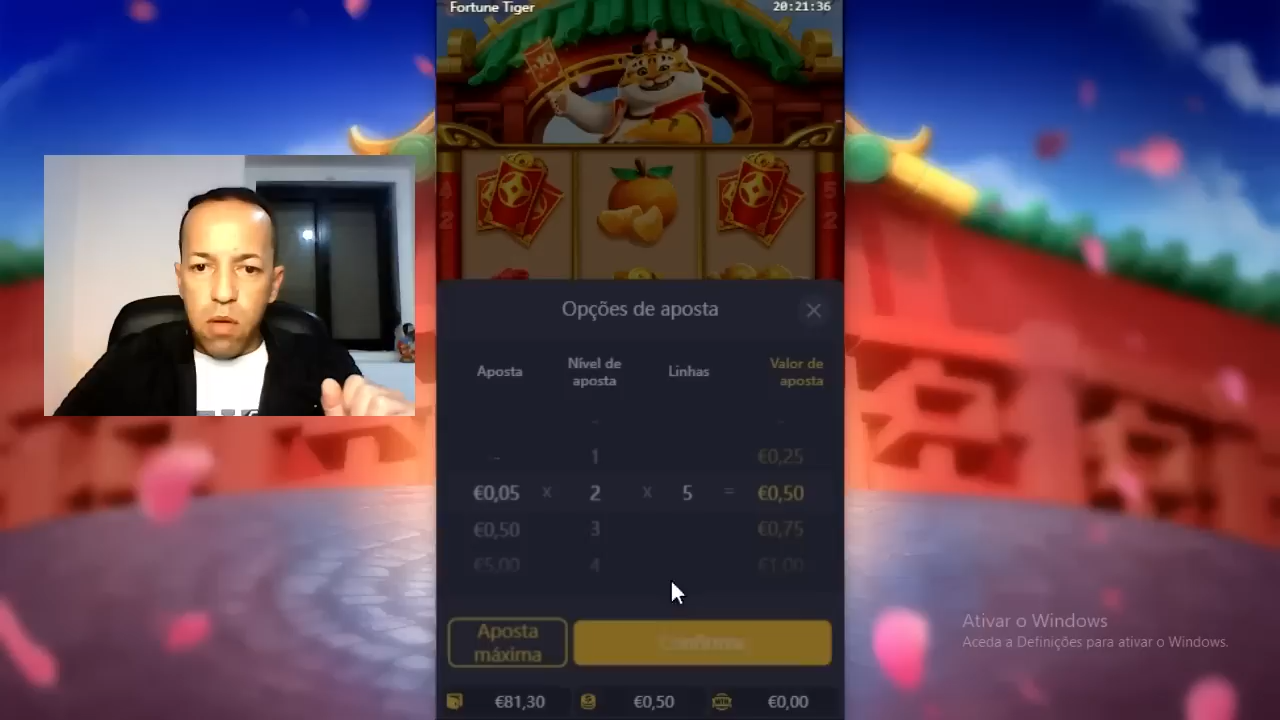 Fortune Tiger
20:21:36
Opções de aposta
Aposta
Nível de
aposta
Linhas
Valor de
aposta
- -
- 1 €0,25
€0,05 x 2 x 5 = €0,50
€0,50 3 €0,75
€5,00 4 €1,00
Aposta
máxima
Ativar o Windows
Aceda a Definições para ativar o Windows.
€81,30 €0,50 €0,00